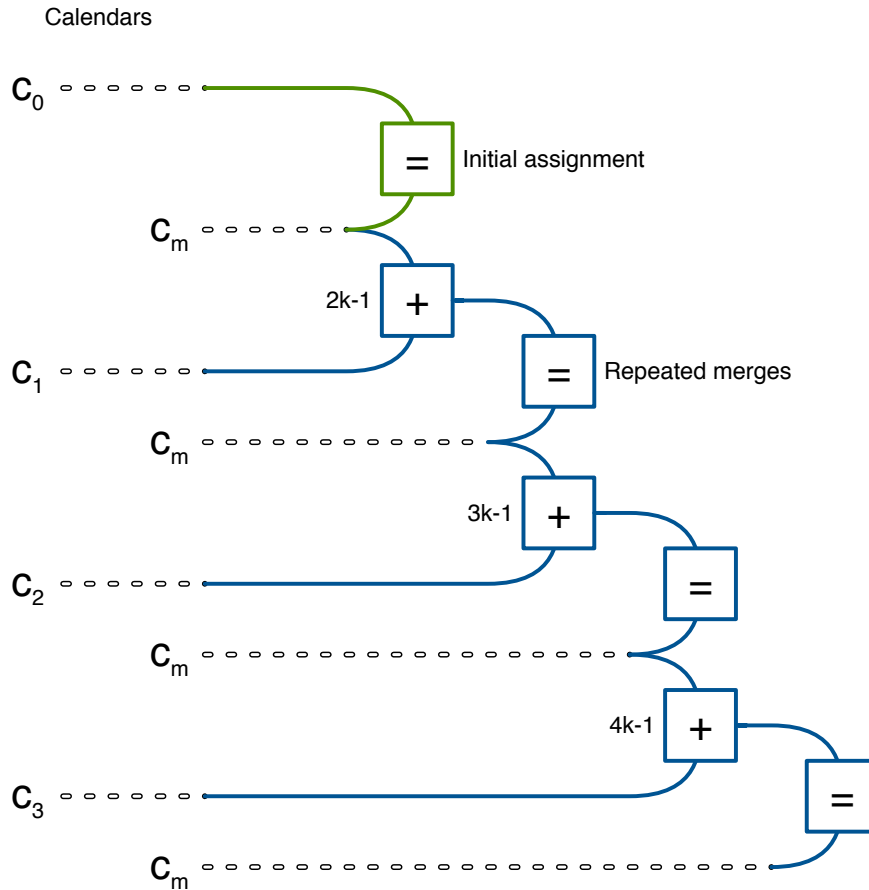 Calendars
C0
=
Initial assignment
Cm
2k-1
+
C1
=
Repeated merges
Cm
3k-1
+
C2
=
Cm
4k-1
+
C3
=
Cm